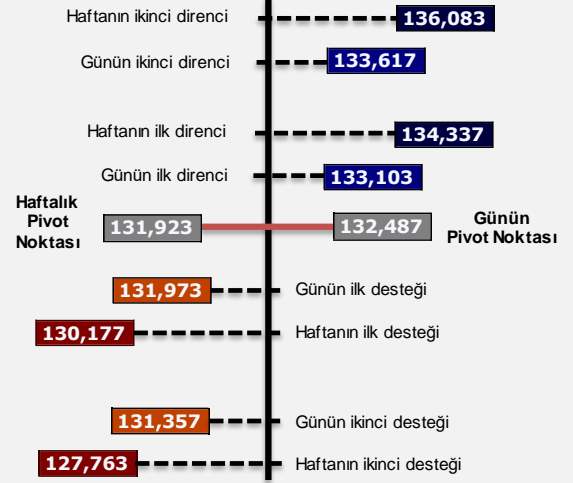 Haftanın ikinci direnci 136,083
Günün ikinci direnci 133,617
Haftanın ilk direnci 134,337
Günün ilk direnci 133,103
Haftalık
Pivot
Noktası
131,923
132,487
Günün
Pivot Noktası
131,973 Günün ilk desteği
130,177 Haftanın ilk desteği
131,357 Günün ikinci desteği
127,763 Haftanın ikinci desteği